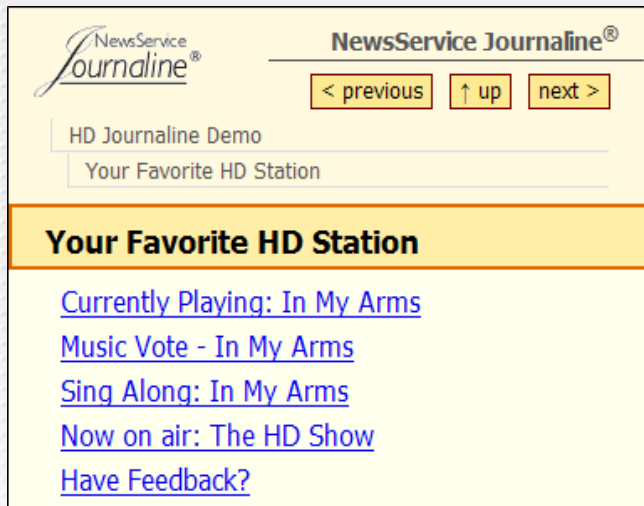 NewsService
Journaline®
NewsService Journaline®
< previous
↑ up
next >
HD Journaline Demo
Your Favorite HD Station
Your Favorite HD Station
Currently Playing: In My Arms
Music Vote - In My Arms
Sing Along: In My Arms
Now on air: The HD Show
Have Feedback?